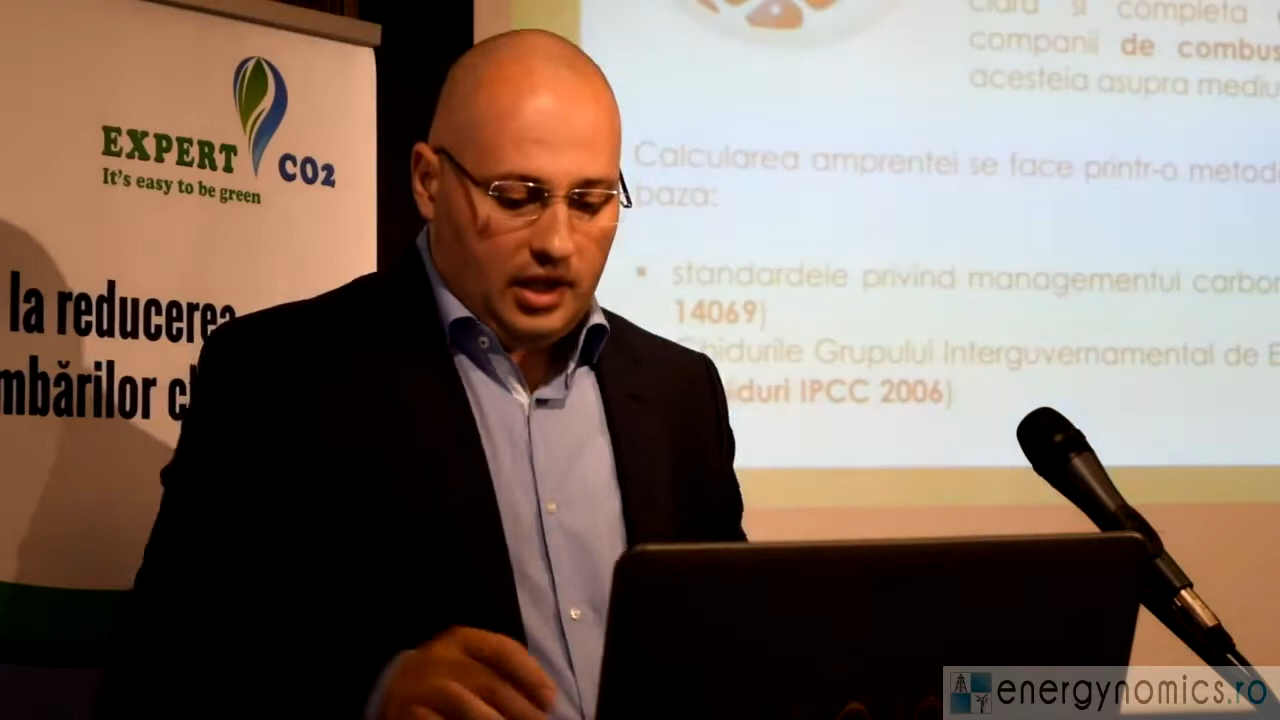 EXPERT CO2
It's easy to be green
la reducerea
mbărilor
clară și completă
companii de combus
acesteia asupra mediu
Calcularea amprentei se face printr-o metod
baza:
standardele privind managementul carbon
14069)
Ghidurile Grupului Interguvernamental de E
iduri IPCC 2006)
energynomics.ro